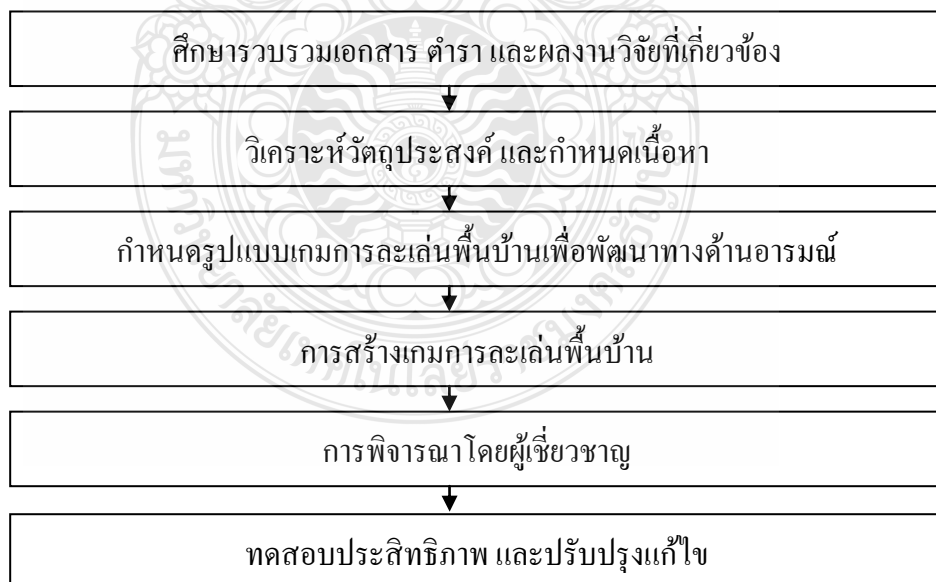 ศึกษารวบรวมเอกสาร ตำรา และผลงานวิจัยที่เกี่ยวข้อง
วิเคราะห์วัตถุประสงค์ และกำหนดเนื้อหา
กำหนดรูปแบบเกมการละเล่นพื้นบ้านเพื่อพัฒนาทางด้านอารมณ์
การสร้างเกมการละเล่นพื้นบ้าน
การพิจารณาโดยผู้เชี่ยวชาญ
ทดสอบประสิทธิภาพ และปรับปรุงแก้ไข